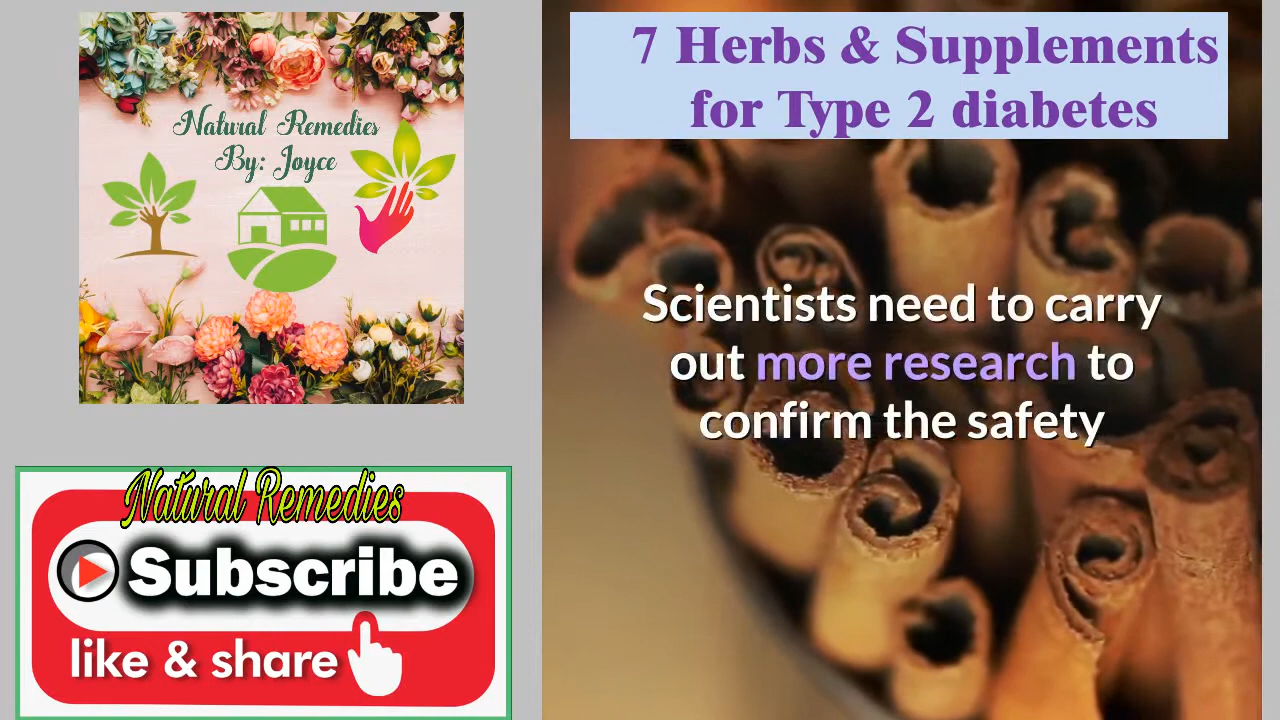 Natural Remedies
By: Joyce
Natural Remedies
Subscribe
like & share
7 Herbs & Supplements
for Type 2 diabetes
Scientists need to carry
out more research to
confirm the safety